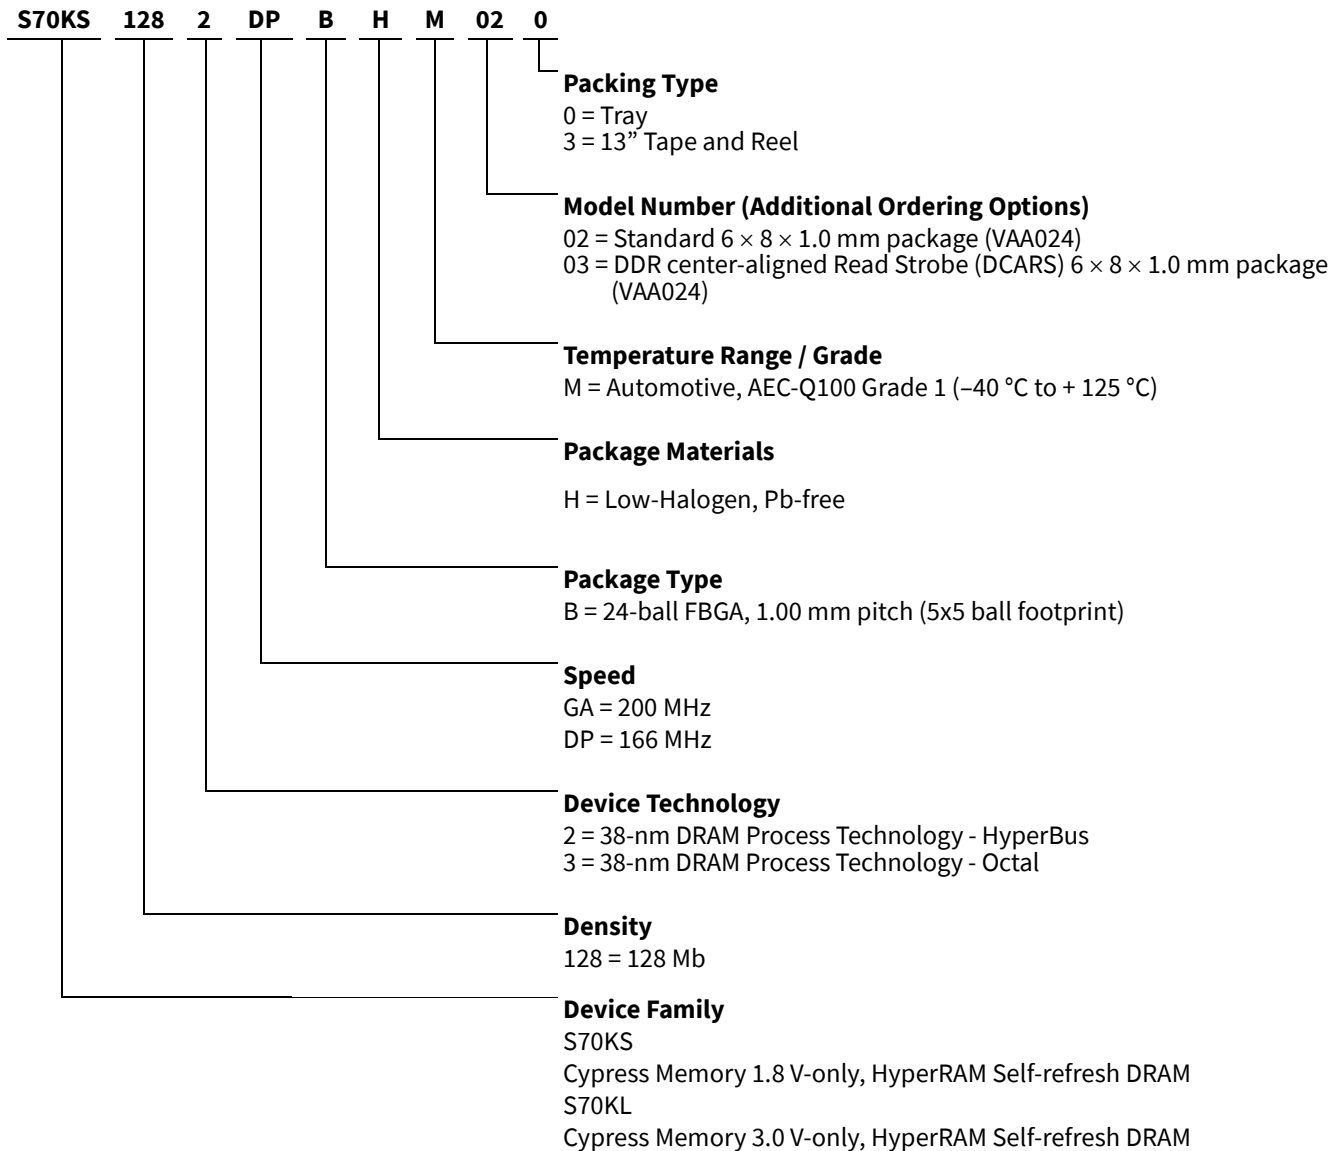 S70KS 128 2 DP B H M 02 0
Packing Type
0 = Tray
3 = 13” Tape and Reel
Model Number (Additional Ordering Options)
02 = Standard 6 × 8 × 1.0 mm package (VAA024)
03 = DDR center-aligned Read Strobe (DCARS) 6 × 8 × 1.0 mm package
(VAA024)
Temperature Range / Grade
M = Automotive, AEC-Q100 Grade 1 (–40 °C to + 125 °C)
Package Materials
H = Low-Halogen, Pb-free
Package Type
B = 24-ball FBGA, 1.00 mm pitch (5x5 ball footprint)
Speed
GA = 200 MHz
DP = 166 MHz
Device Technology
2 = 38-nm DRAM Process Technology - HyperBus
3 = 38-nm DRAM Process Technology - Octal
Density
128 = 128 Mb
Device Family
S70KS
Cypress Memory 1.8 V-only, HyperRAM Self-refresh DRAM
S70KL
Cypress Memory 3.0 V-only, HyperRAM Self-refresh DRAM